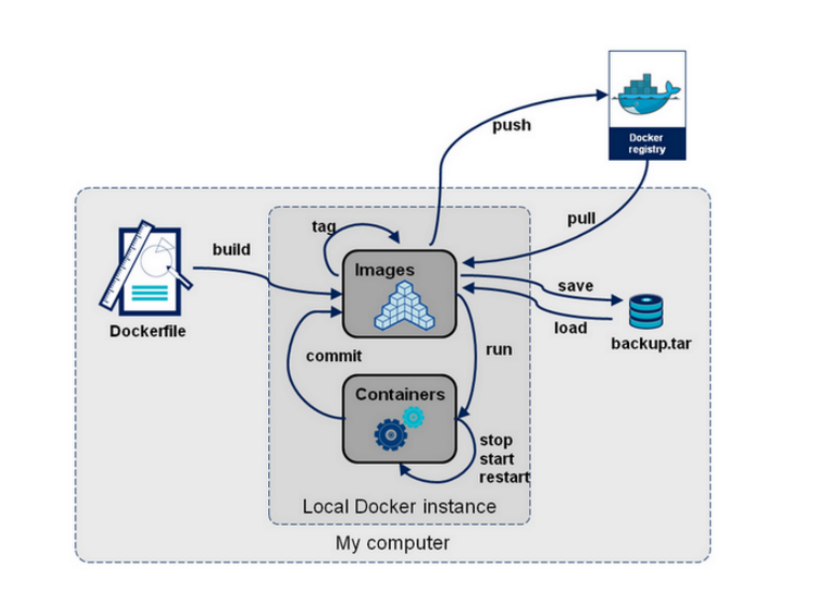 Docker
registry
push
pull
tag
build
Images
save
load
backup.tar
Dockerfile
commit
run
Containers
stop
start
restart
Local Docker instance
My computer